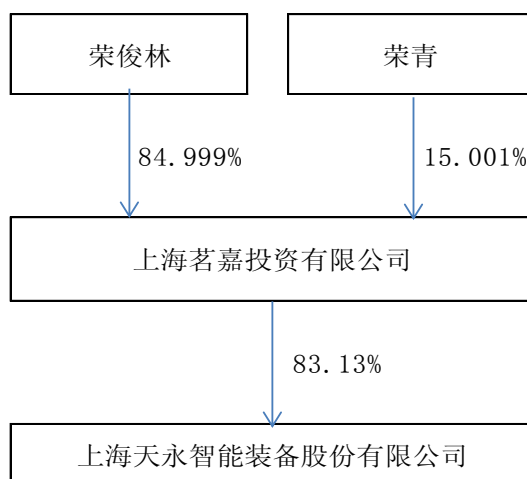 荣俊林
荣青
84.999%
15.001%
上海茗嘉投资有限公司
83.13%
上海天永智能装备股份有限公司